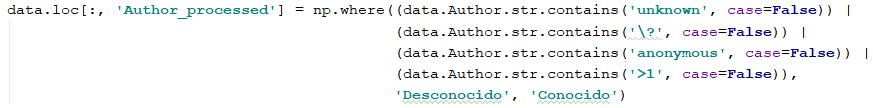 data.loc[:, 'Author_processed'] = np.where((data.Author.str.contains('unknown', case=False)) |
(data.Author.str.contains('\?', case=False)) |
(data.Author.str.contains('anonymous', case=False)) |
(data.Author.str.contains('>1', case=False)),
'Desconocido', 'Conocido')